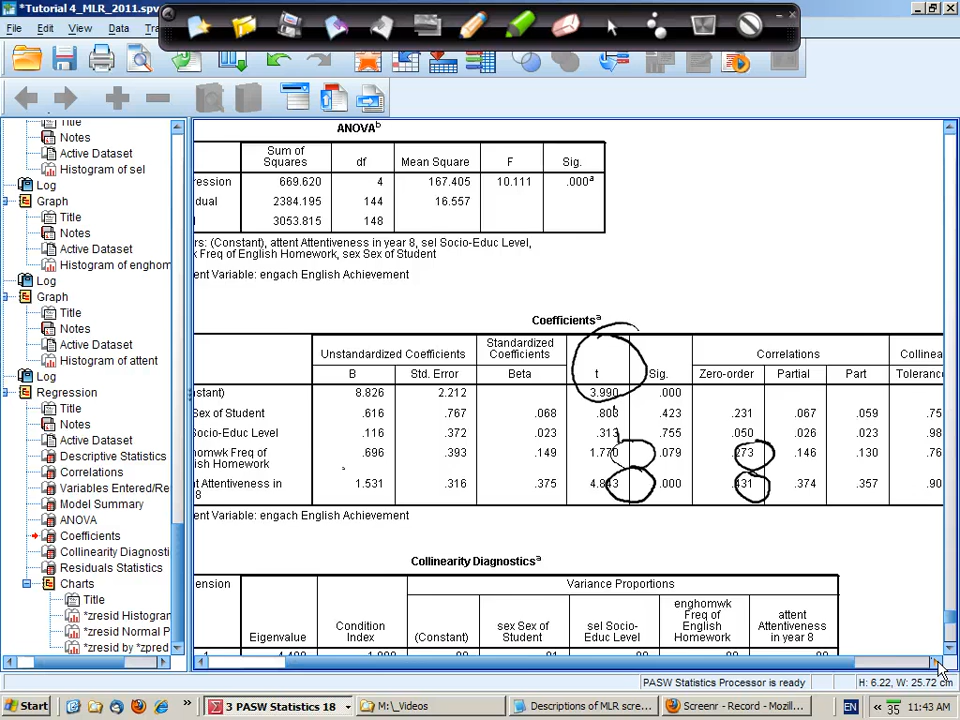 *Tutorial 4_MLR_2011.spv
File Edit View Data Tra
Title
Notes
Active Dataset
Histogram of sel
Log
Graph
Title
Notes
Active Dataset
Histogram of enghom
Log
Graph
Title
Notes
Active Dataset
Histogram of attent
Log
Regression
Title
Notes
Active Dataset
Descriptive Statistics
Correlations
Variables Entered/Re
Model Summary
ANOVA
Coefficients
Collinearity Diagnosti
Residuals Statistics
Charts
Title
*zresid Histogran
*zresid Normal P
*zresid by *zpred
ANOVAb
Sum of Squares df Mean Square F Sig.
ression 669.620 4 167.405 10.111 .000a
idual 2384.195 144 16.557
l 3053.815 148
rs: (Constant), attent Attentiveness in year 8, sel Socio-Educ Level,
k Freq of English Homework, sex Sex of Student
ent Variable: engach English Achievement
Coefficientsa
Unstandardized Coefficients Standardized Coefficients Correlations Collinea
B Std. Error Beta t Sig. Zero-order Partial Part Tolerance
stant) 8.826 2.212 3.990 .000
Sex of Student .616 .767 .068 .803 .423 .231 .067 .059 .75
Socio-Educ Level .116 .372 .023 .313 .755 .050 .026 .023 .98
homwk Freq of .696 .393 .149 1.770 .079 .273 .146 .130 .76
ish Homework
nt Attentiveness in 1.531 .316 .375 4.843 .000 .431 .374 .357 .90
8
ent Variable: engach English Achievement
Collinearity Diagnosticsa
ension Eigenvalue Condition Index Variance Proportions
(Constant) sex Sex of Student sel Socio-Educ Level enghomwk Freq of English Homework attent Attentiveness in year 8
PASW Statistics Processor is ready H: 6.22, W: 25.72 cm
Start 3 PASW Statistics 18 M:\_Videos Descriptions of MLR scre... Screenr - Record - Mozill... EN 35 11:43 AM